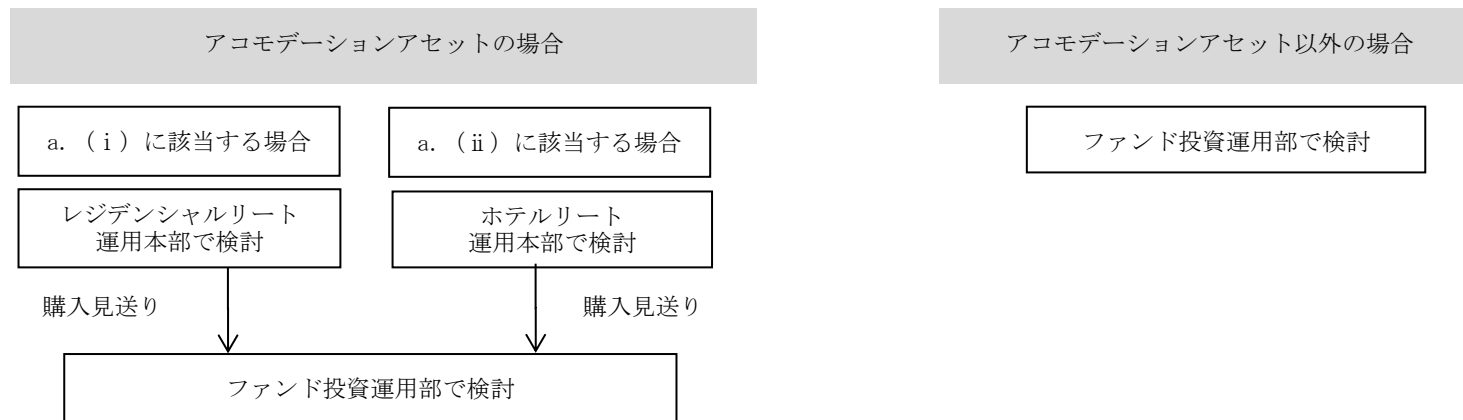 アコモデーションアセットの場合
a. (ⅰ)に該当する場合
a. (ⅱ)に該当する場合
レジデンシャルリート
運用本部で検討
ホテルリート
運用本部で検討
購入見送り
購入見送り
ファンド投資運用部で検討
アコモデーションアセット以外の場合
ファンド投資運用部で検討